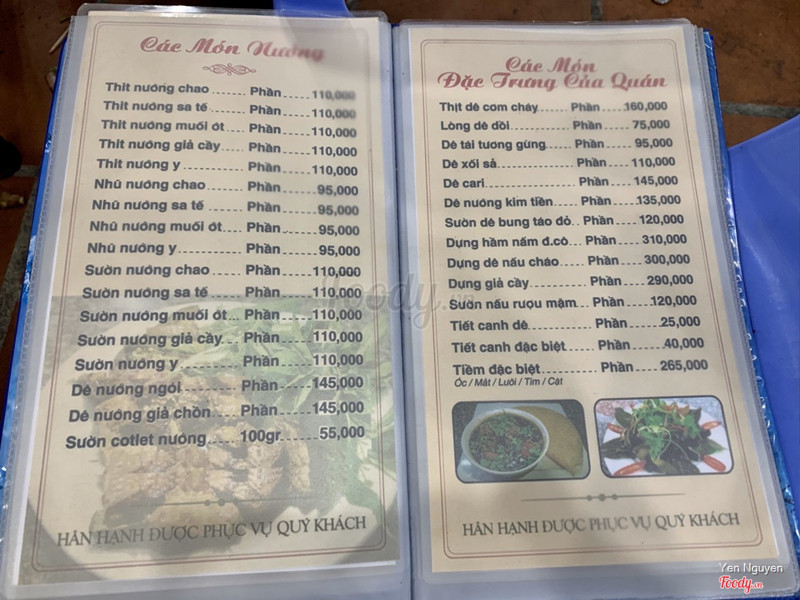 Các Món Nướng
Thịt nướng chao ..... Phần ..... 110,000
Thịt nướng sa tế ..... Phần ..... 110,000
Thịt nướng muối ớt ..... Phần ..... 110,000
Thịt nướng giả cầy ..... Phần ..... 110,000
Thịt nướng y ..... Phần ..... 110,000
Nhũ nướng chao ..... Phần ..... 95,000
Nhũ nướng sa tế ..... Phần ..... 95,000
Nhũ nướng muối ớt ..... Phần ..... 95,000
Nhũ nướng y ..... Phần ..... 95,000
Sườn nướng chao ..... Phần ..... 110,000
Sườn nướng sa tế ..... Phần ..... 110,000
Sườn nướng muối ớt ..... Phần ..... 110,000
Sườn nướng giả cầy ..... Phần ..... 110,000
Sườn nướng y ..... Phần ..... 110,000
Dê nướng ngói ..... Phần ..... 145,000
Dê nướng giả chồn ..... Phần ..... 145,000
Sườn cotlet nướng ..... 100gr ..... 55,000
HÂN HẠNH ĐƯỢC PHỤC VỤ QUÝ KHÁCH
Các Món
Đặc Trưng Của Quán
Thịt dê cơm cháy ..... Phần ..... 160,000
Lòng dê dồi ..... Phần ..... 75,000
Dê tái tương gừng ..... Phần ..... 95,000
Dê xối sả ..... Phần ..... 110,000
Dê cari ..... Phần ..... 145,000
Dê nướng kim tiền ..... Phần ..... 135,000
Sườn dê bung táo đỏ ..... Phần ..... 120,000
Dựng hầm nấm đ.cô ..... Phần ..... 310,000
Dựng dê nấu cháo ..... Phần ..... 300,000
Dựng giả cầy ..... Phần ..... 290,000
Sườn nấu rượu mậm ..... Phần ..... 120,000
Tiết canh dê ..... Phần ..... 25,000
Tiết canh đặc biệt ..... Phần ..... 40,000
Tiềm đặc biệt ..... Phần ..... 265,000
Óc / Mắt / Lưỡi / Tim / Cật
HÂN HẠNH ĐƯỢC PHỤC VỤ QUÝ KHÁCH
foody.vn
Yen Nguyen
Foody.vn